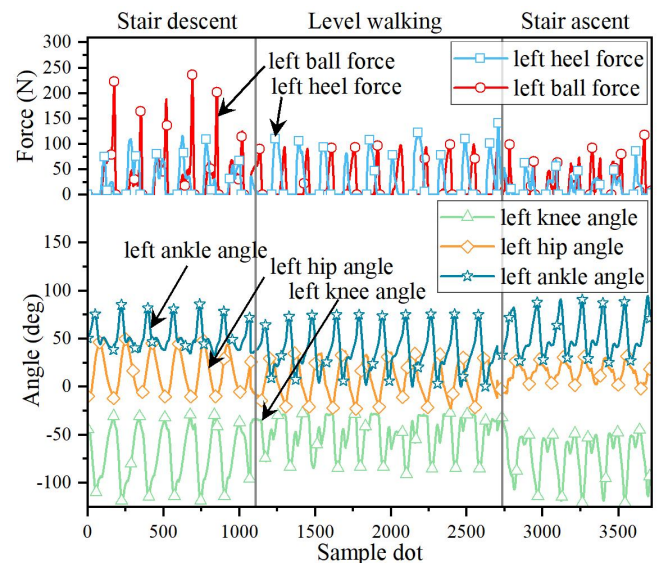 Stair descent
Level walking
Stair ascent
300
250
200
150
100
50
0
Force (N)
left ball force
left heel force
left heel force
left ball force
150
100
50
0
-50
-100
Angle (deg)
left ankle angle
left hip angle
left knee angle
left knee angle
left hip angle
left ankle angle
0 500 1000 1500 2000 2500 3000 3500
Sample dot